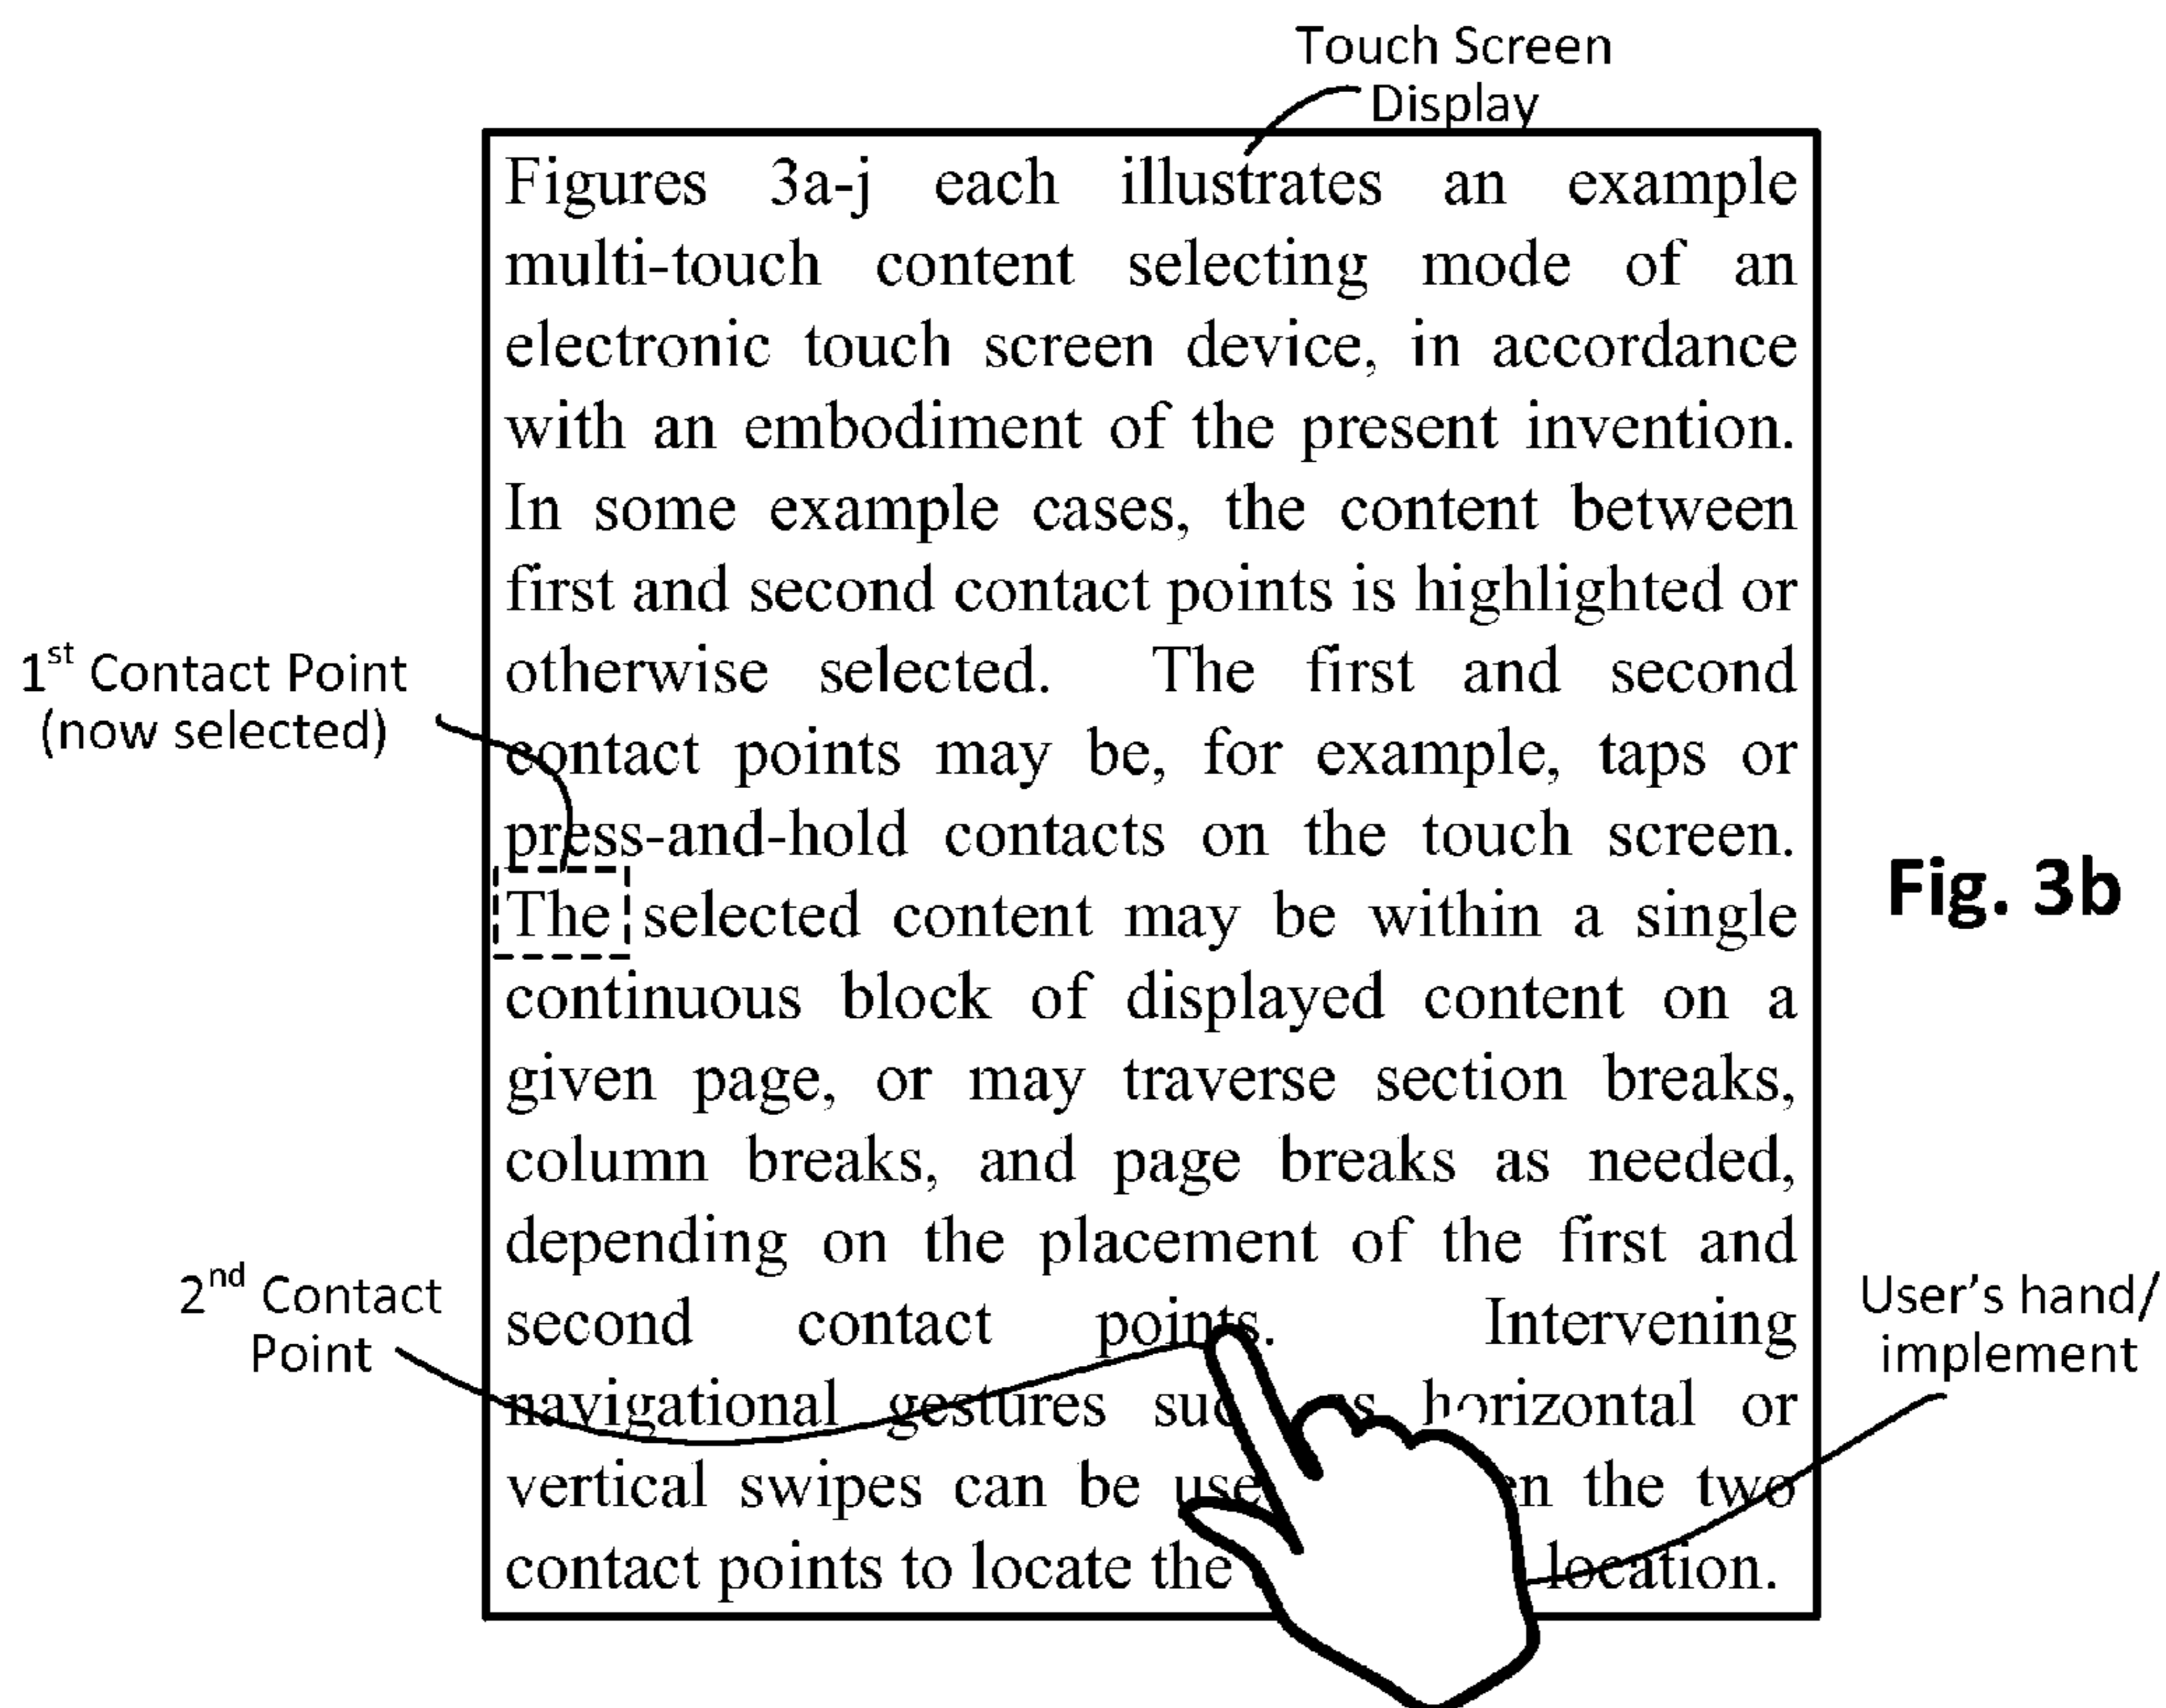 Touch Screen
Display
Figures 3a-j each illustrates an example
multi-touch content selecting mode of an
electronic touch screen device, in accordance
with an embodiment of the present invention.
In some example cases, the content between
first and second contact points is highlighted or
otherwise selected. The first and second
contact points may be, for example, taps or
press-and-hold contacts on the touch screen.
The selected content may be within a single
continuous block of displayed content on a
given page, or may traverse section breaks,
column breaks, and page breaks as needed,
depending on the placement of the first and
second contact points. Intervening
navigational gestures horizontal or
vertical swipes can be the two
contact points to locate the location.
1st Contact Point
(now selected)
2nd Contact
Point
User's hand/
implement
Fig. 3b